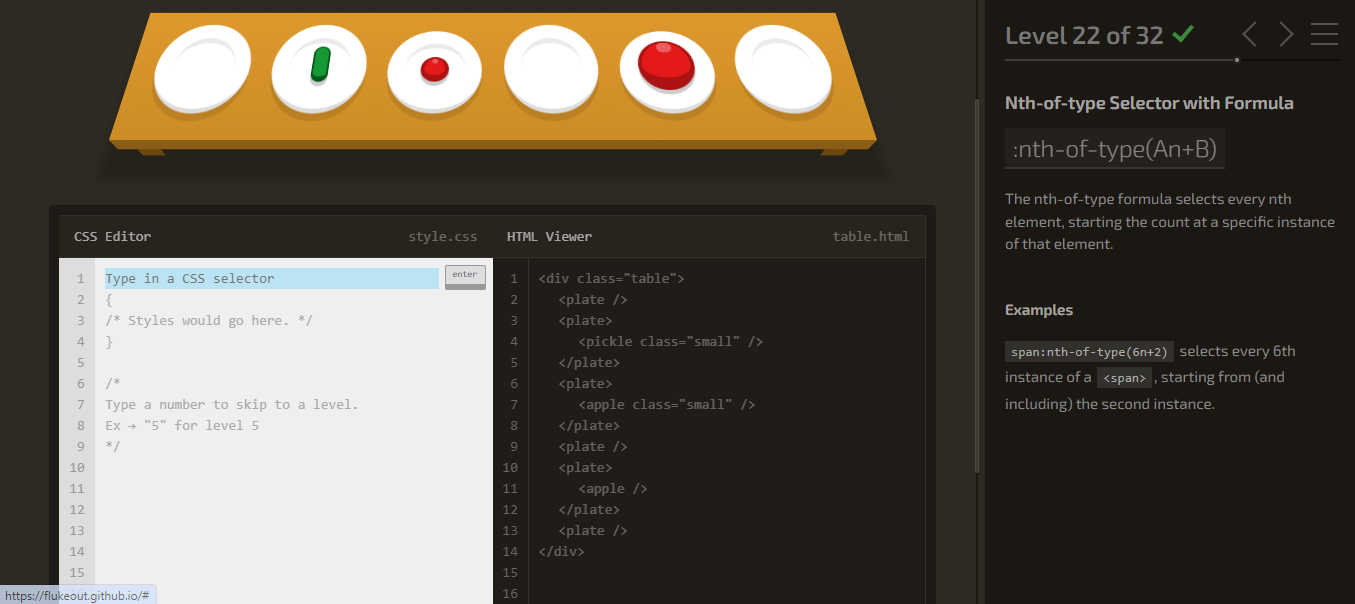 CSS Editor
style.css
1 Type in a CSS selector
enter
2 {
3 /* Styles would go here. */
4 }
5
6 /*
7 Type a number to skip to a level.
8 Ex → "5" for level 5
9 */
10
11
12
13
14
15
HTML Viewer
table.html
1 <div class="table">
2 <plate />
3 <plate>
4 <pickle class="small" />
5 </plate>
6 <plate>
7 <apple class="small" />
8 </plate>
9 <plate />
10 <plate>
11 <apple />
12 </plate>
13 <plate />
14 </div>
15
16
https://flukeout.github.io/#
Level 22 of 32
Nth-of-type Selector with Formula
:nth-of-type(An+B)
The nth-of-type formula selects every nth
element, starting the count at a specific instance
of that element.
Examples
span:nth-of-type(6n+2) selects every 6th
instance of a <span> , starting from (and
including) the second instance.